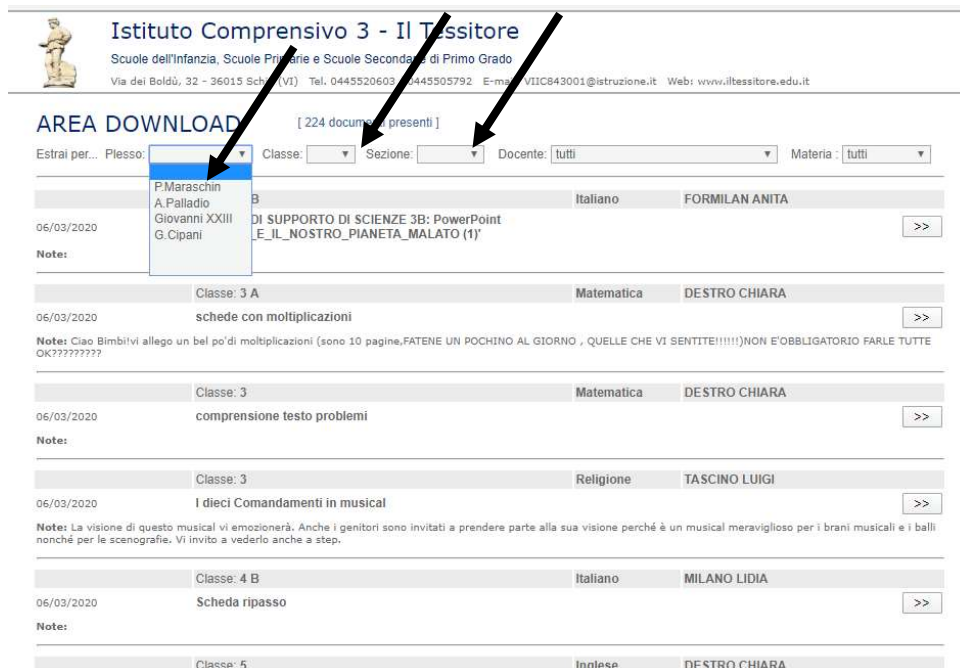 Istituto Comprensivo 3 - Il Tessitore
Scuole dell'Infanzia, Scuole Primarie e Scuole Secondarie di Primo Grado
Via dei Boldù, 32 - 36015 Schio (VI) Tel. 0445520603 0445505792 E-mail VIIC843001@istruzione.it Web: www.iltessitore.edu.it
AREA DOWNLOAD [ 224 documenti presenti ]
Estrai per... Plesso: Classe: Sezione: Docente: tutti Materia : tutti
P.Maraschin
A.Palladio
Giovanni XXIII
G.Cipani
B Italiano FORMILAN ANITA
06/03/2020 DI SUPPORTO DI SCIENZE 3B: PowerPoint >>
_E_IL_NOSTRO_PIANETA_MALATO (1)'
Note:
Classe: 3 A Matematica DESTRO CHIARA
06/03/2020 schede con moltiplicazioni >>
Note: Ciao Bimbi!vi allego un bel po'di moltiplicazioni (sono 10 pagine,FATENE UN POCHINO AL GIORNO , QUELLE CHE VI SENTITE!!!!!!)NON E'OBBLIGATORIO FARLE TUTTE
OK?????????
Classe: 3 Matematica DESTRO CHIARA
06/03/2020 comprensione testo problemi >>
Note:
Classe: 3 Religione TASCINO LUIGI
06/03/2020 I dieci Comandamenti in musical >>
Note: La visione di questo musical vi emozionerà. Anche i genitori sono invitati a prendere parte alla sua visione perché è un musical meraviglioso per i brani musicali e i balli
nonché per le scenografie. Vi invito a vederlo anche a step.
Classe: 4 B Italiano MILANO LIDIA
06/03/2020 Scheda ripasso >>
Note:
Classe: 5 Inglese DESTRO CHIARA